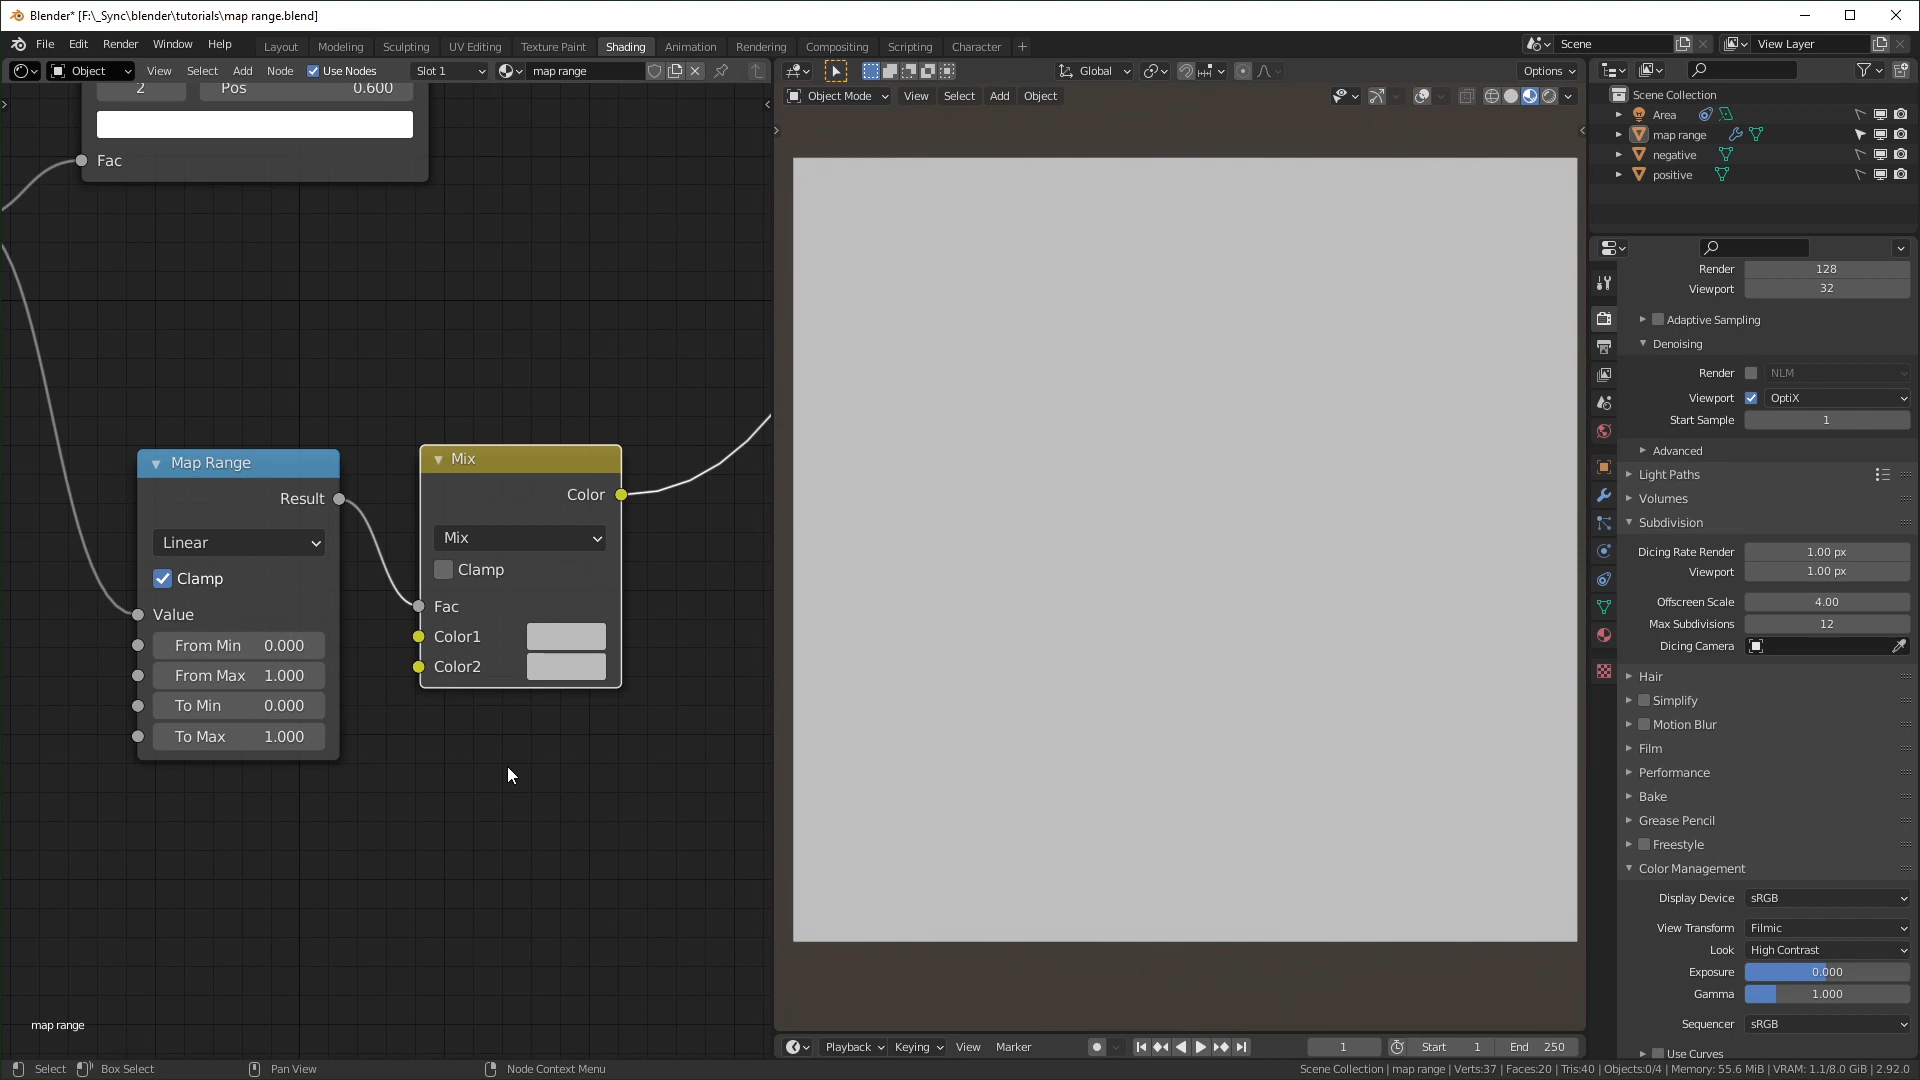 Blender* [F:\_Sync\blender\tutorials\map range.blend]
File Edit Render Window Help Layout Modeling Sculpting UV Editing Texture Paint Shading Animation Rendering Compositing Scripting Character + Scene View Layer
Object View Select Add Node Use Nodes Slot 1 map range Global Options
Object Mode View Select Add Object
2 Pos 0.600
Fac
Map Range
Result
Linear
Clamp
Value
From Min 0.000
From Max 1.000
To Min 0.000
To Max 1.000
Mix
Color
Mix
Clamp
Fac
Color1
Color2
map range
Scene Collection
Area
map range
negative
positive
Render 128
Viewport 32
Adaptive Sampling
Denoising
Render NLM
Viewport OptiX
Start Sample 1
Advanced
Light Paths
Volumes
Subdivision
Dicing Rate Render 1.00 px
Viewport 1.00 px
Offscreen Scale 4.00
Max Subdivisions 12
Dicing Camera
Hair
Simplify
Motion Blur
Film
Performance
Bake
Grease Pencil
Freestyle
Color Management
Display Device sRGB
View Transform Filmic
Look High Contrast
Exposure 0.000
Gamma 1.000
Sequencer sRGB
Use Curves
Playback Keying View Marker 1 Start 1 End 250
Select Box Select Pan View Node Context Menu Scene Collection | map range | Verts:37 | Faces:20 | Tris:40 | Objects:0/4 | Memory: 55.6 MiB | VRAM: 1.1/8.0 GiB | 2.92.0